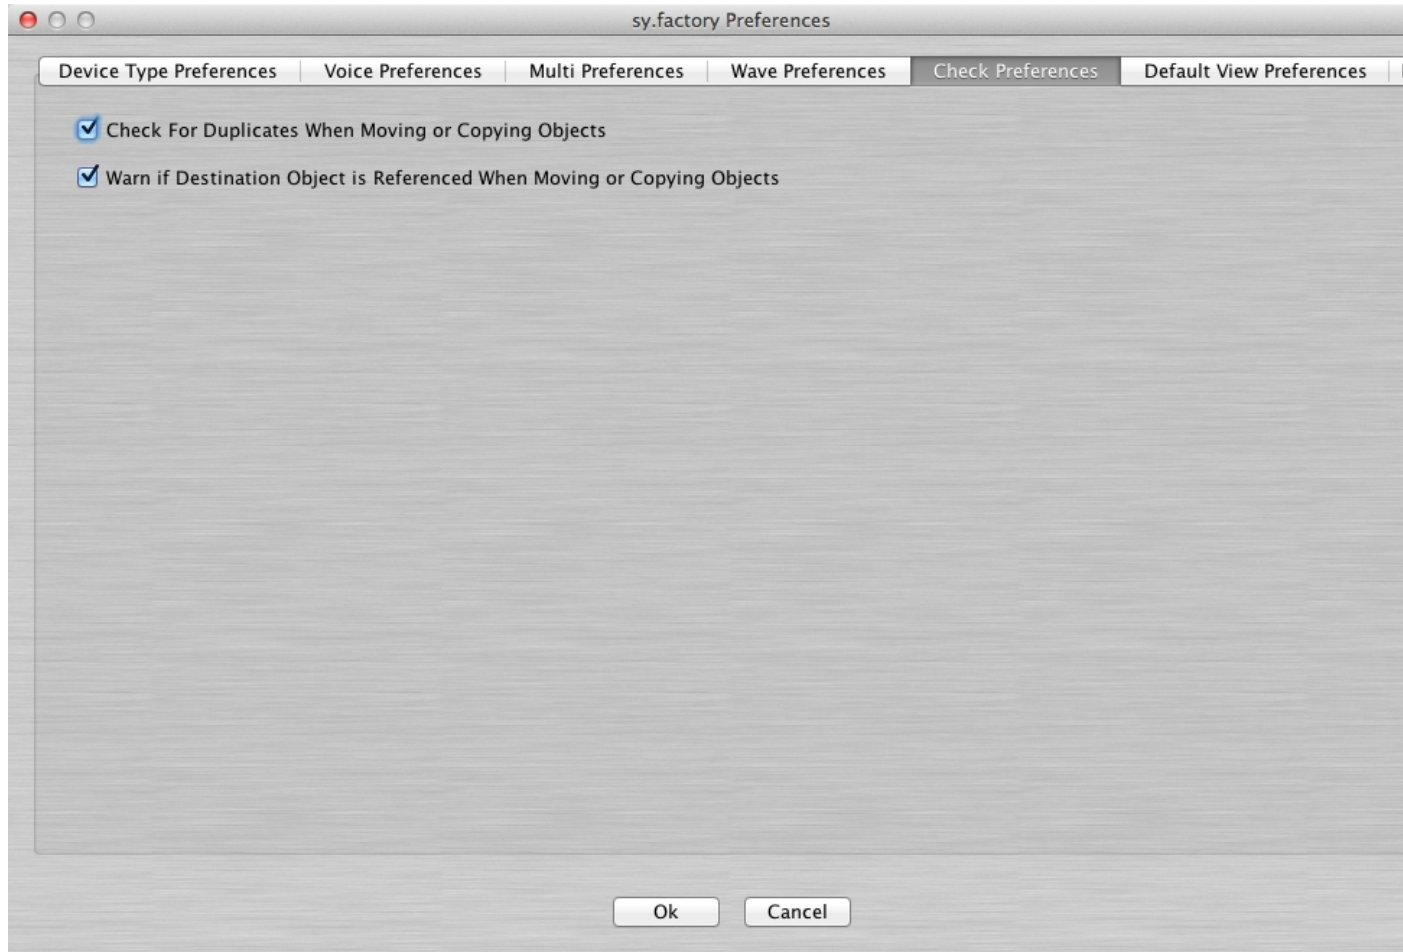 sy.factory Preferences
Device Type Preferences Voice Preferences Multi Preferences Wave Preferences Check Preferences Default View Preferences
Check For Duplicates When Moving or Copying Objects
Warn if Destination Object is Referenced When Moving or Copying Objects
Ok Cancel